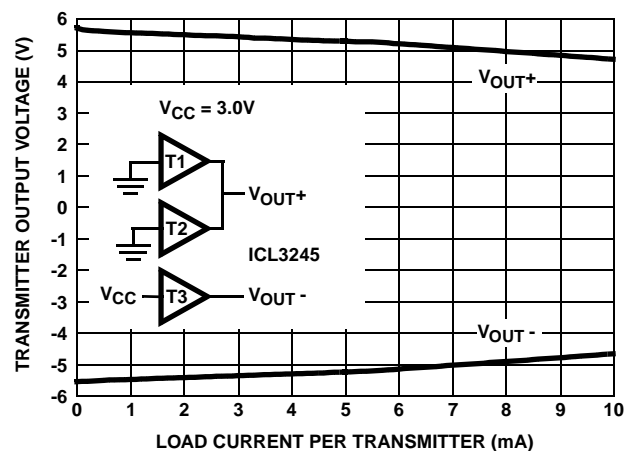 TRANSMITTER OUTPUT VOLTAGE (V)
6
5
4
3
2
1
0
-1
-2
-3
-4
-5
-6
VOUT+
VCC = 3.0V
T1
VOUT+
T2
ICL3245
VCC
T3
VOUT -
VOUT -
0
1
2
3
4
5
6
7
8
9
10
LOAD CURRENT PER TRANSMITTER (mA)